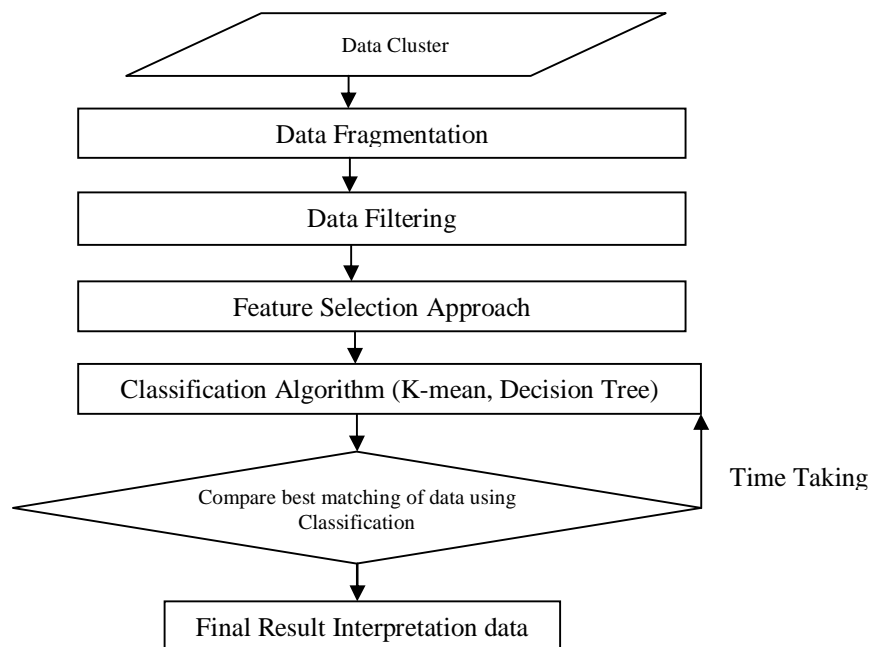 Data Cluster
Data Fragmentation
Data Filtering
Feature Selection Approach
Classification Algorithm (K-mean, Decision Tree)
Time Taking
Compare best matching of data using
Classification
Final Result Interpretation data